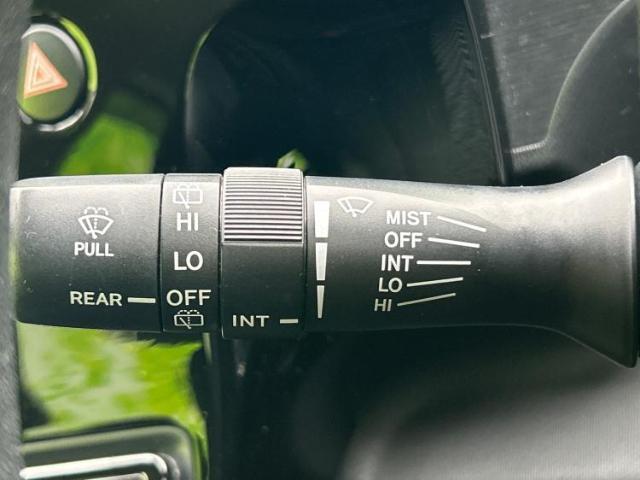 PULL
REAR
HI
LO
OFF
INT
MIST
OFF
INT
LO
HI